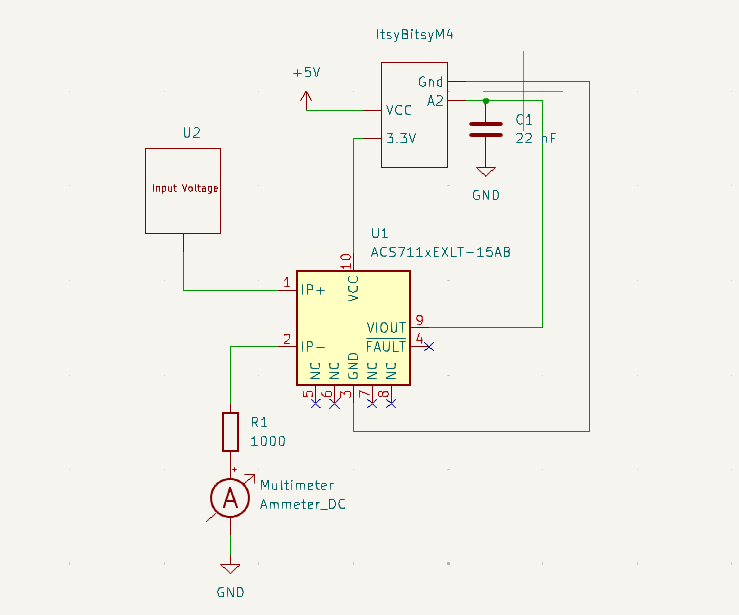 ItsyBitsyM4
+5V
Gnd
A2
VCC
3.3V
C1
22 nF
GND
U2
Input Voltage
U1
ACS711xEXLT-15AB
10
VCC
1
IP+
9
VIOUT
4
FAULT
2
IP-
NC
NC
GND
NC
NC
5
6
3
7
8
R1
1000
+
A
Multimeter
Ammeter_DC
GND